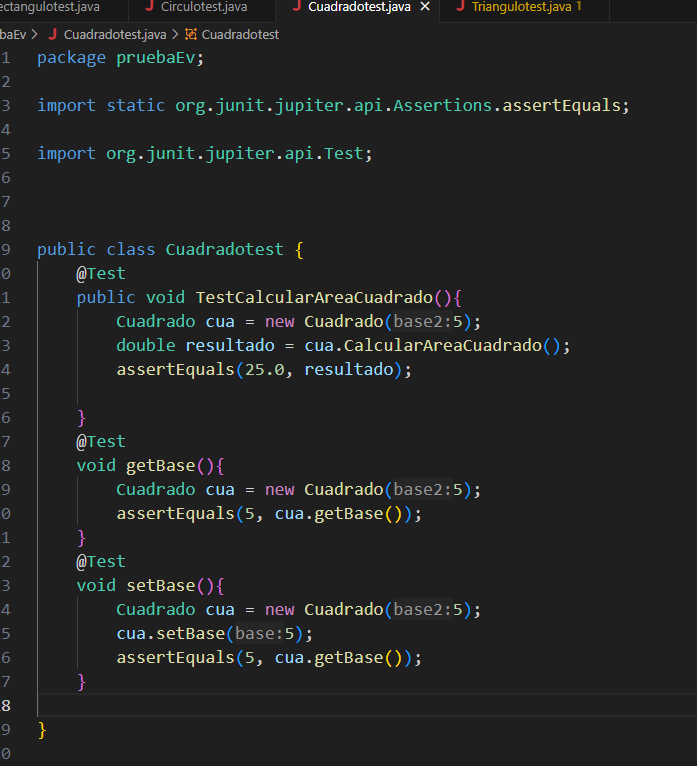 ectangulotest.java J Circulotest.java J Cuadradotest.java × J Triangulotest.java 1
baEv > J Cuadradotest.java > Cuadradotest
1 package pruebaEv;
2
3 import static org.junit.jupiter.api.Assertions.assertEquals;
4
5 import org.junit.jupiter.api.Test;
6
7
8
9 public class Cuadradotest {
0 @Test
1 public void TestCalcularAreaCuadrado(){
2 Cuadrado cua = new Cuadrado(base2:5);
3 double resultado = cua.CalcularAreaCuadrado();
4 assertEquals(25.0, resultado);
5
6 }
7 @Test
8 void getBase(){
9 Cuadrado cua = new Cuadrado(base2:5);
0 assertEquals(5, cua.getBase());
1 }
2 @Test
3 void setBase(){
4 Cuadrado cua = new Cuadrado(base2:5);
5 cua.setBase(base:5);
6 assertEquals(5, cua.getBase());
7 }
8
9 }
0